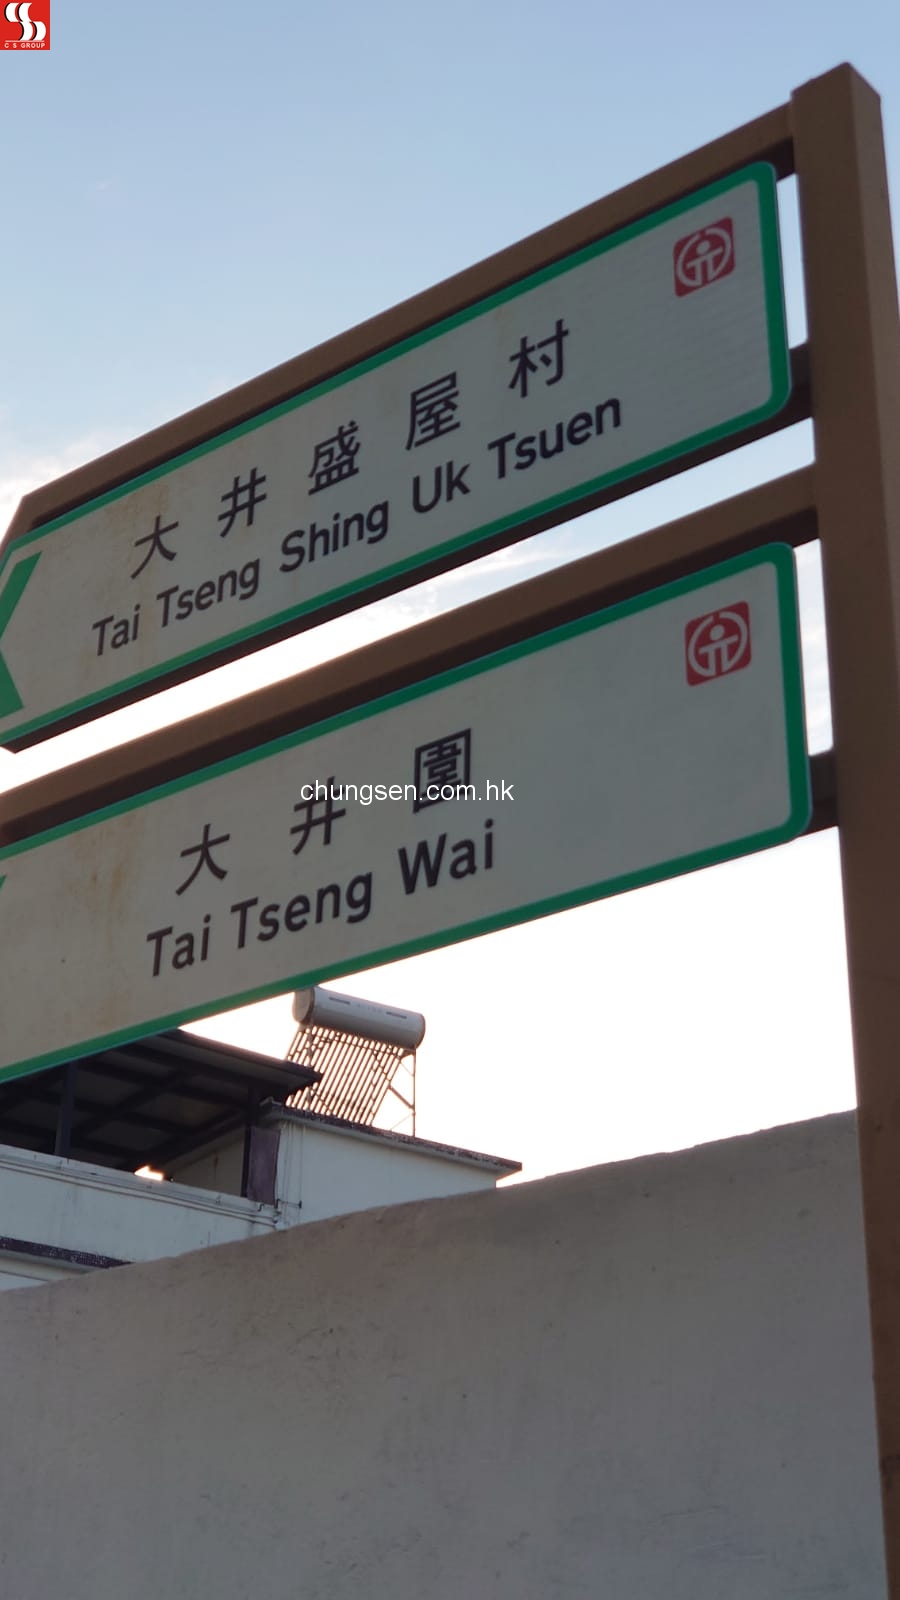 C S GROUP
大井盛屋村
Tai Tseng Shing Uk Tsuen
大井圍
chungsen.com.hk
Tai Tseng Wai